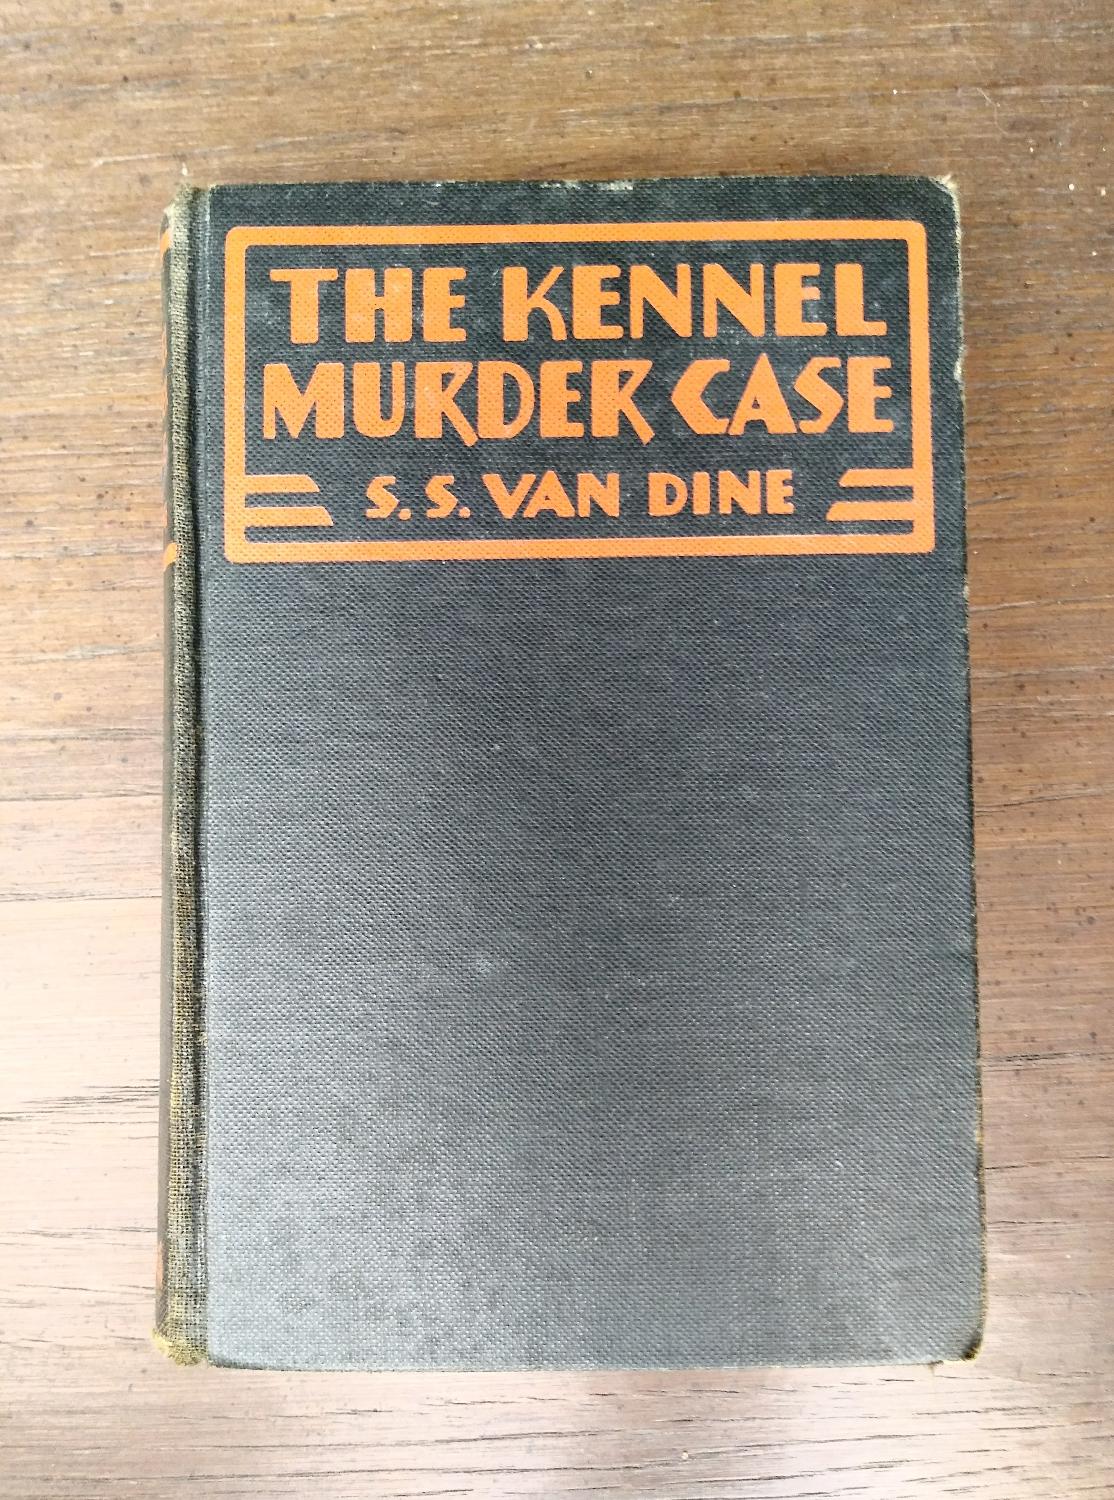 THE KENNEL
MURDER CASE
S. S. VAN DINE